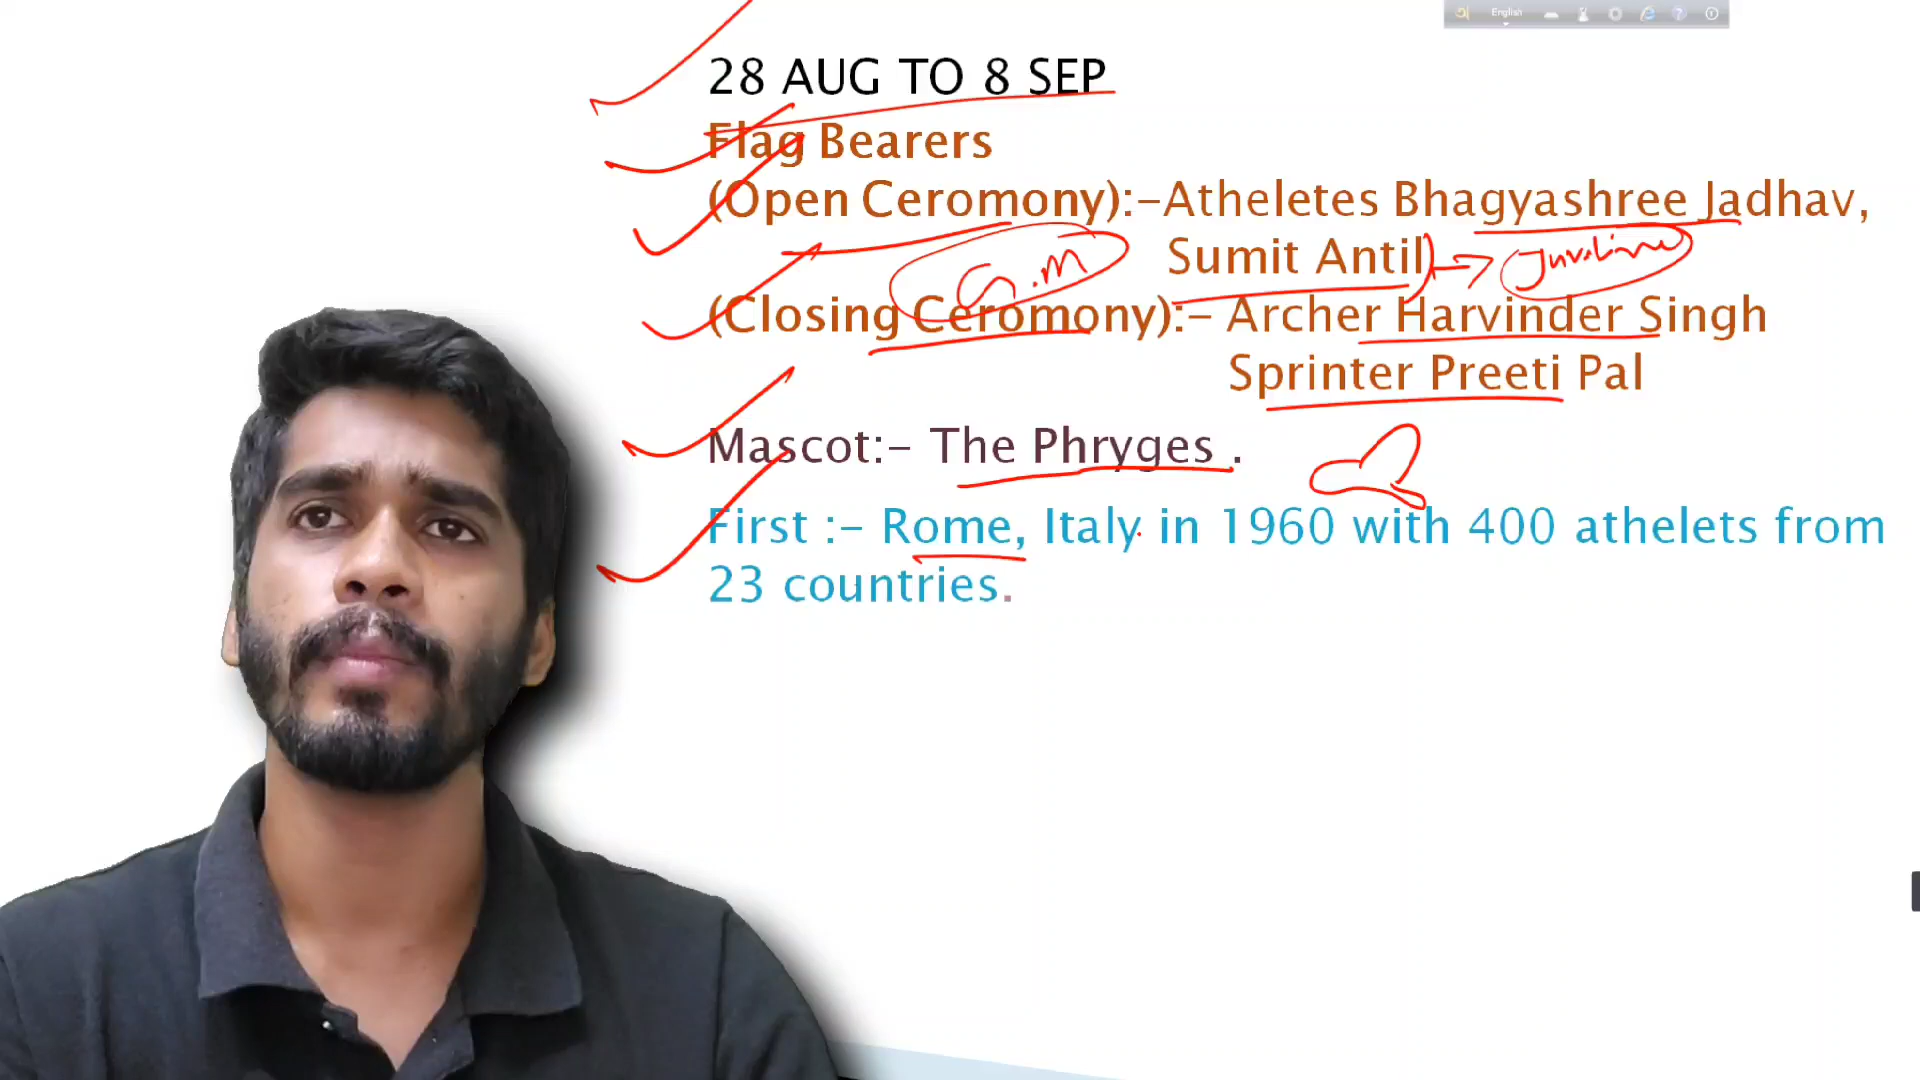 English
28 AUG TO 8 SEP
Flag Bearers
(Open Ceromony):-Atheletes Bhagyashree Jadhav,
Sumit Antil
G.M
(Closing Ceromony):- Archer Harvinder Singh
Sprinter Preeti Pal
Mascot:- The Phryges .
First :- Rome, Italy in 1960 with 400 athelets from
23 countries.